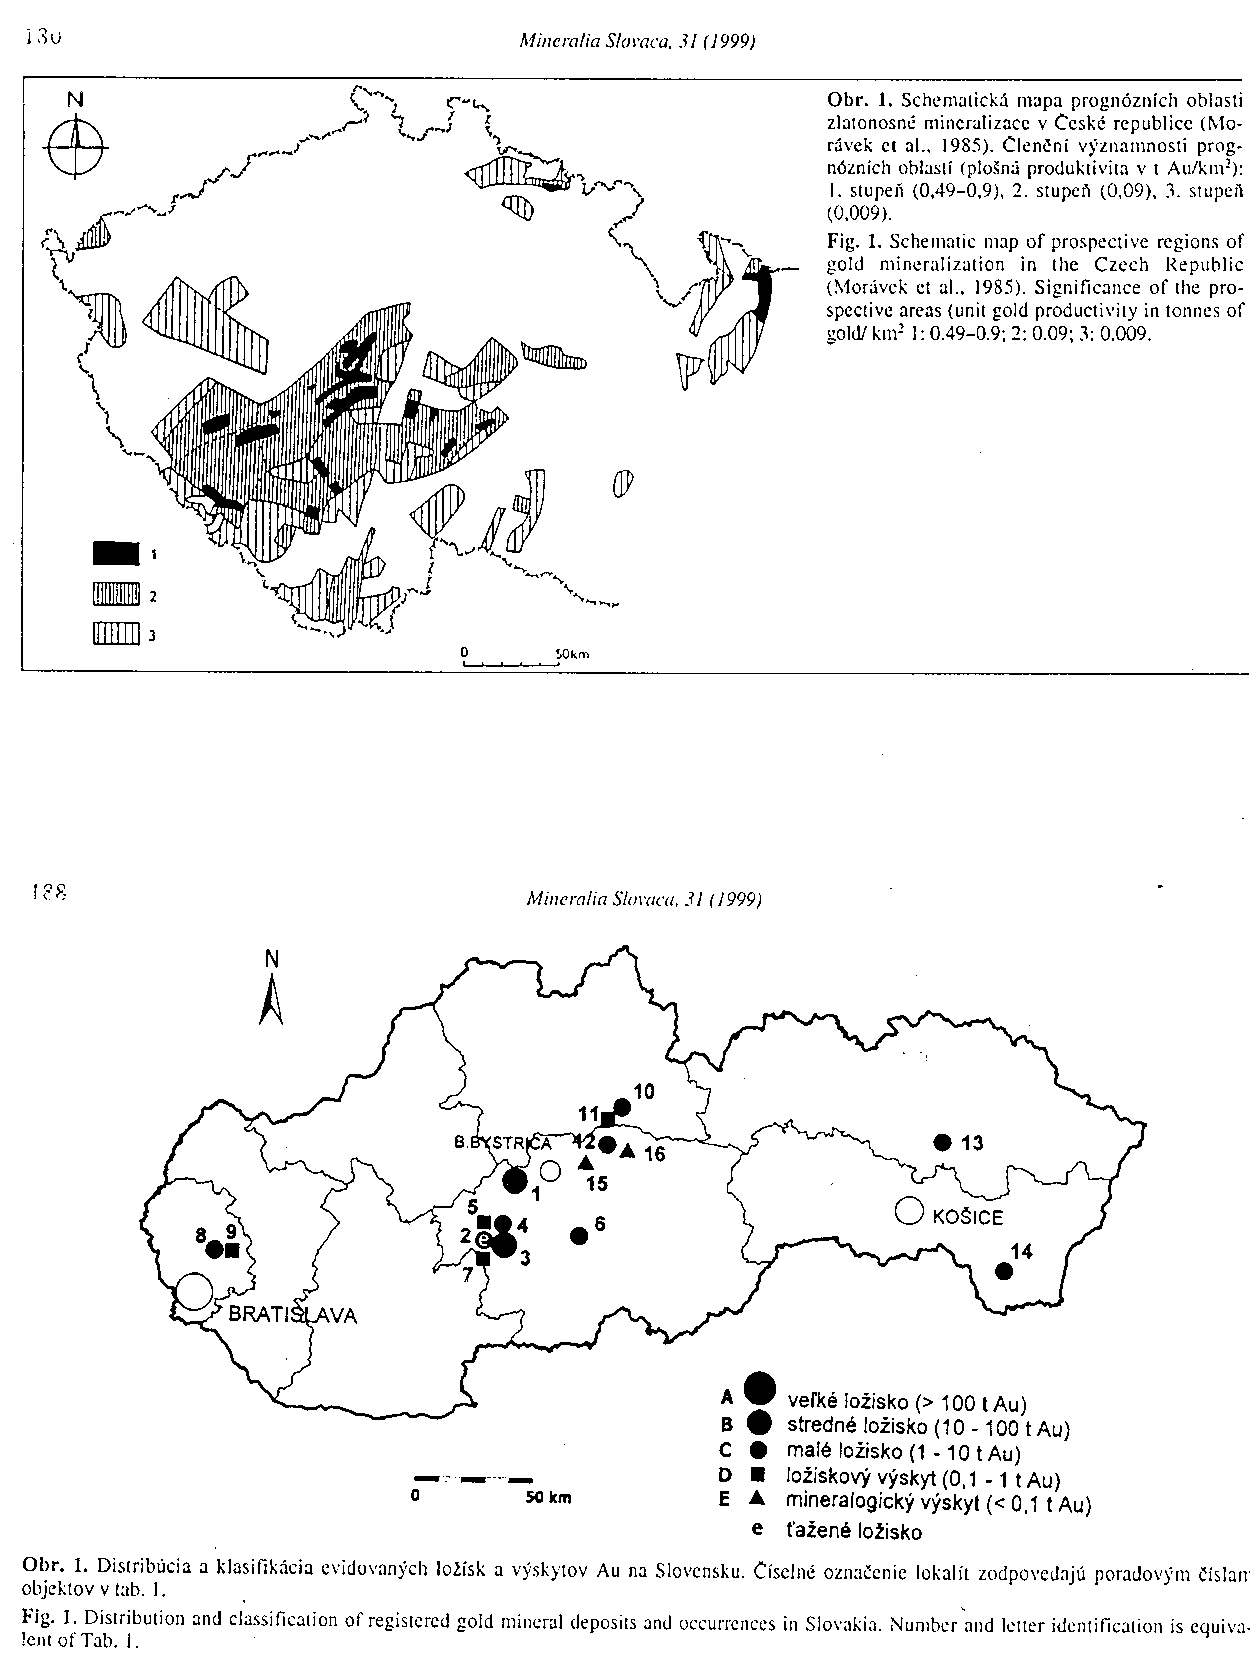 130
Mineralia Slovaca, 31 (1999)
N
Obr. 1. Schematická mapa prognózních oblasti
zlatonosné mineralizace v České republice (Mo-
rávek et al., 1985). Členění významnosti prog-
nózních oblastí (plošná produktivita v t Au/km²):
1. stupeň (0,49–0,9), 2. stupeň (0,09), 3. stupeň
(0,009).
Fig. 1. Schematic map of prospective regions of
gold mineralization in the Czech Republic
(Morávek et al., 1985). Significance of the pro-
spective areas (unit gold productivity in tonnes of
gold/ km² 1: 0.49–0.9; 2: 0.09; 3: 0.009.
1
2
3
0 50km
188
Mineralia Slovaca, 31 (1999)
N
10
11
B.BYSTRICA 12
16
13
15
1
5
4
6
KOŠICE
8 9
2 e
3
14
7
BRATISLAVA
A veľké ložisko (> 100 t Au)
B stredné ložisko (10 - 100 t Au)
C malé ložisko (1 - 10 t Au)
D ložiskový výskyt (0,1 - 1 t Au)
E mineralogický výskyt (< 0,1 t Au)
e ťažené ložisko
0 50 km
Obr. 1. Distribúcia a klasifikácia evidovaných ložísk a výskytov Au na Slovensku. Číselné označenie lokalít zodpovedajú poradovým číslam
objektov v tab. 1.
Fig. 1. Distribution and classification of registered gold mineral deposits and occurrences in Slovakia. Number and letter identification is equiva-
lent of Tab. 1.